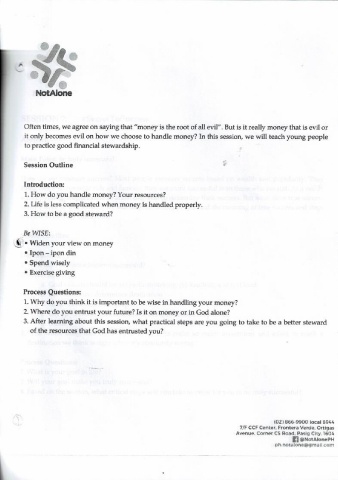 NotAlone
Often times, we agree on saying that "money is the root of all evil". But is it really money that is evil or
it only becomes evil on how we choose to handle money? In this session, we will teach young people
to practice good financial stewardship.
Session Outline
Introduction:
1. How do you handle money? Your resources?
2. Life is less complicated when money is handled properly.
3. How to be a good steward?
Be WISE:
• Widen your view on money
• Ipon – ipon din
• Spend wisely
• Exercise giving
Process Questions:
1. Why do you think it is important to be wise in handling your money?
2. Where do you entrust your future? Is it on money or in God alone?
3. After learning about this session, what practical steps are you going to take to be a better steward
of the resources that God has entrusted you?
(02) 866 9900 local 5044
7/F CCF Center, Frontera Verde, Ortigas
Avenue, Corner C5 Road, Pasig City, 1604
@NotAlonePH
ph.notalone@gmail.com